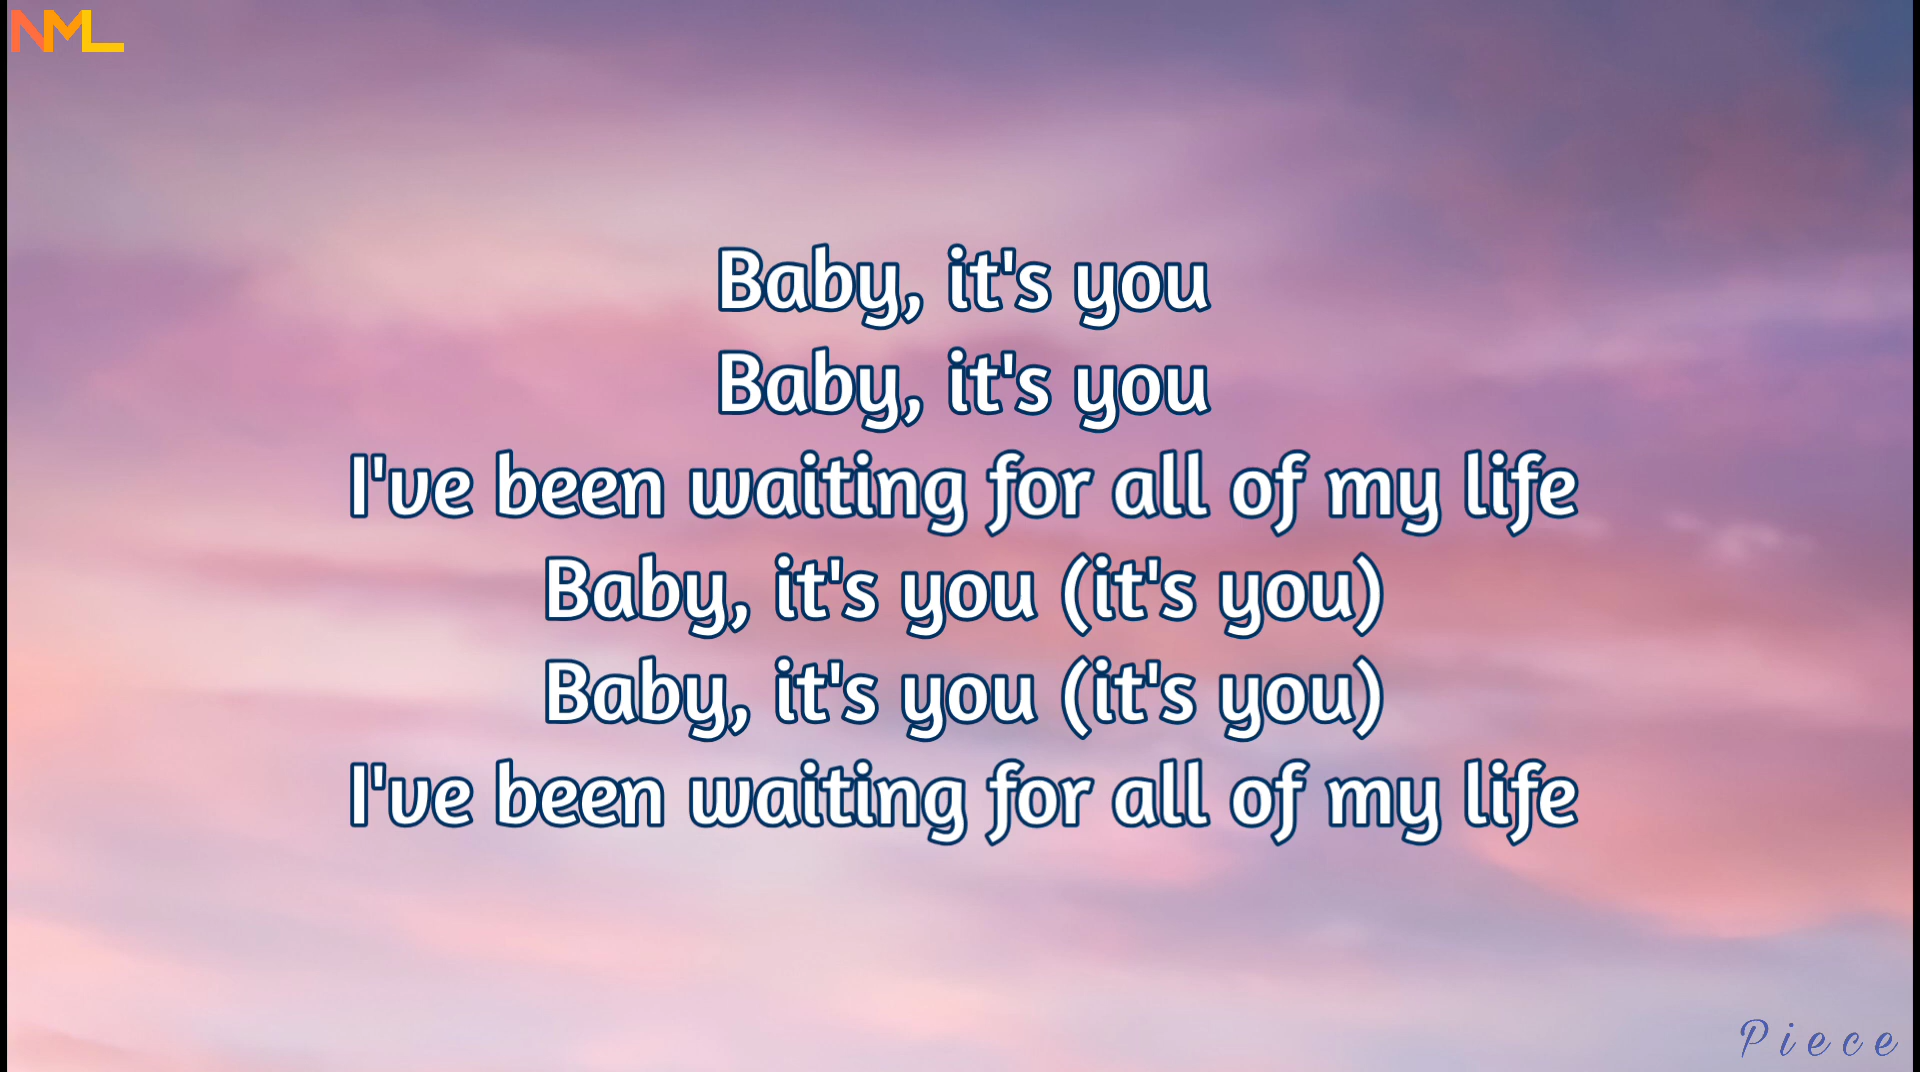 NML
Baby, it's you
Baby, it's you
I've been waiting for all of my life
Baby, it's you (it's you)
Baby, it's you (it's you)
I've been waiting for all of my life
Piece